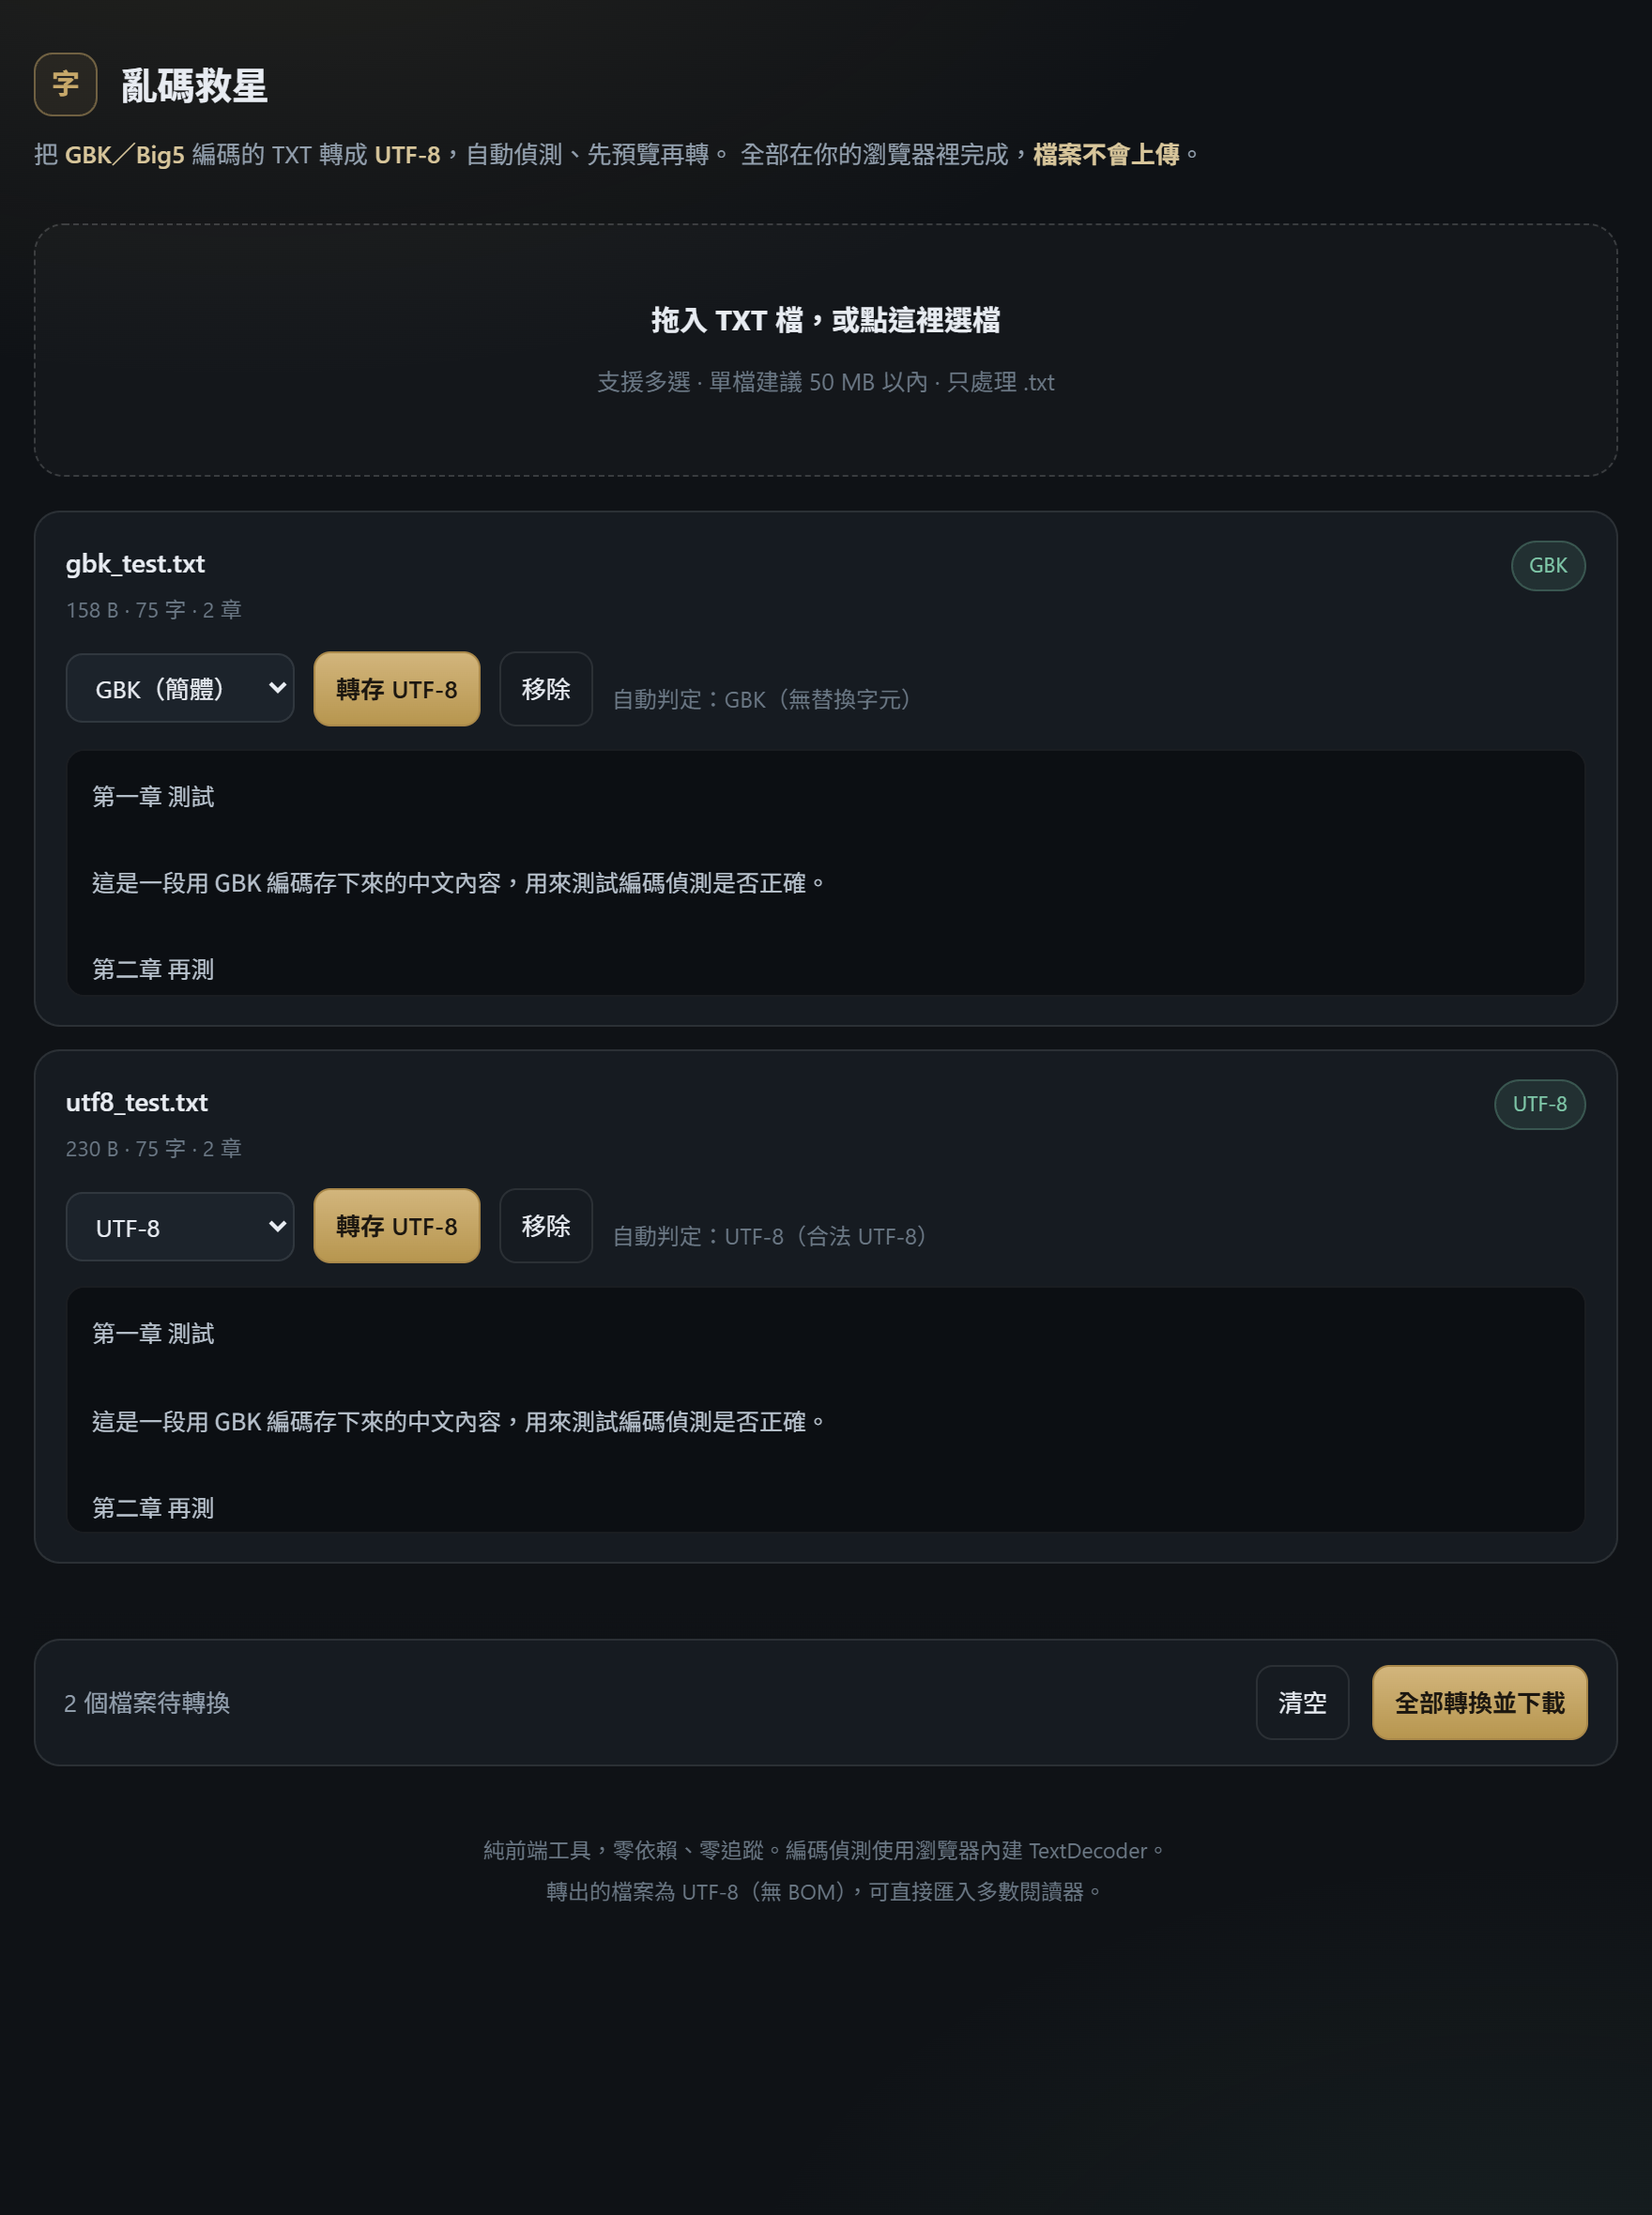 字 亂碼救星
把 GBK／Big5 編碼的 TXT 轉成 UTF-8，自動偵測、先預覽再轉。 全部在你的瀏覽器裡完成，檔案不會上傳。
拖入 TXT 檔，或點這裡選檔
支援多選 · 單檔建議 50 MB 以內 · 只處理 .txt
gbk_test.txt GBK
158 B · 75 字 · 2 章
GBK（簡體） 轉存 UTF-8 移除 自動判定：GBK（無替換字元）
第一章 測試
這是一段用 GBK 編碼存下來的中文內容，用來測試編碼偵測是否正確。
第二章 再測
utf8_test.txt UTF-8
230 B · 75 字 · 2 章
UTF-8 轉存 UTF-8 移除 自動判定：UTF-8（合法 UTF-8）
第一章 測試
這是一段用 GBK 編碼存下來的中文內容，用來測試編碼偵測是否正確。
第二章 再測
2 個檔案待轉換 清空 全部轉換並下載
純前端工具，零依賴、零追蹤。編碼偵測使用瀏覽器內建 TextDecoder。
轉出的檔案為 UTF-8（無 BOM），可直接匯入多數閱讀器。